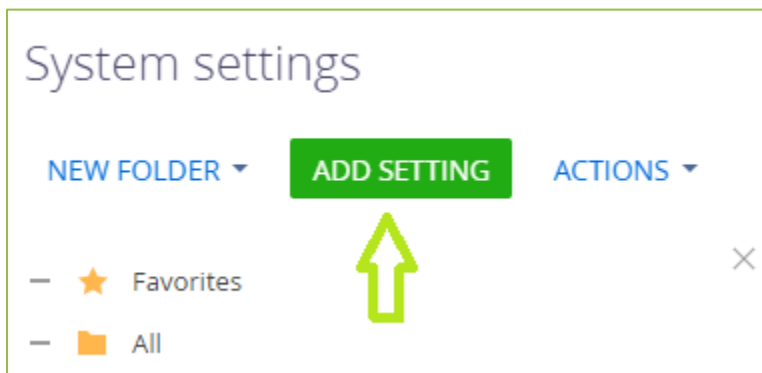 System settings
NEW FOLDER ADD SETTING ACTIONS
Favorites
All